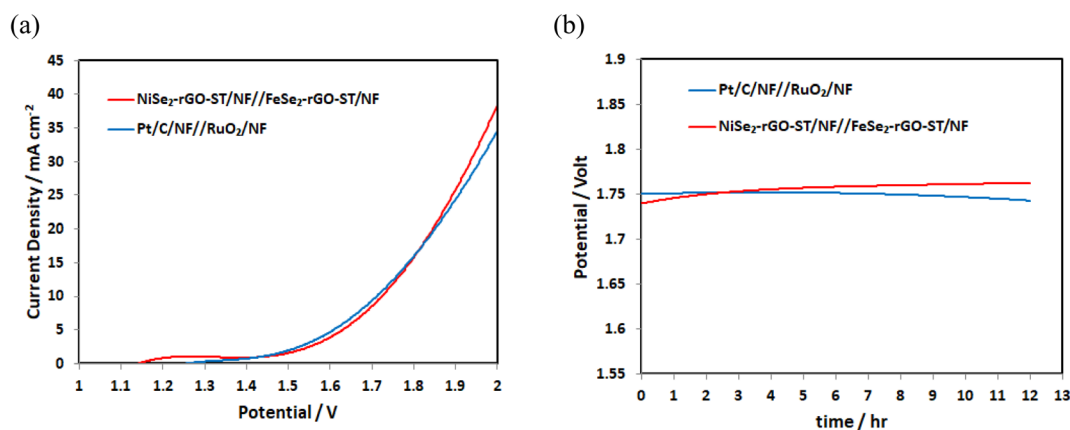 (a)
45
40
35
30
25
20
15
10
5
0
NiSe₂-rGO-ST/NF//FeSe₂-rGO-ST/NF
Pt/C/NF//RuO₂/NF
Current Density / mA cm⁻²
1 1.1 1.2 1.3 1.4 1.5 1.6 1.7 1.8 1.9 2
Potential / V
(b)
1.9
1.85
1.8
1.75
1.7
1.65
1.6
1.55
Pt/C/NF//RuO₂/NF
NiSe₂-rGO-ST/NF//FeSe₂-rGO-ST/NF
Potential / Volt
0 1 2 3 4 5 6 7 8 9 10 11 12 13
time / hr